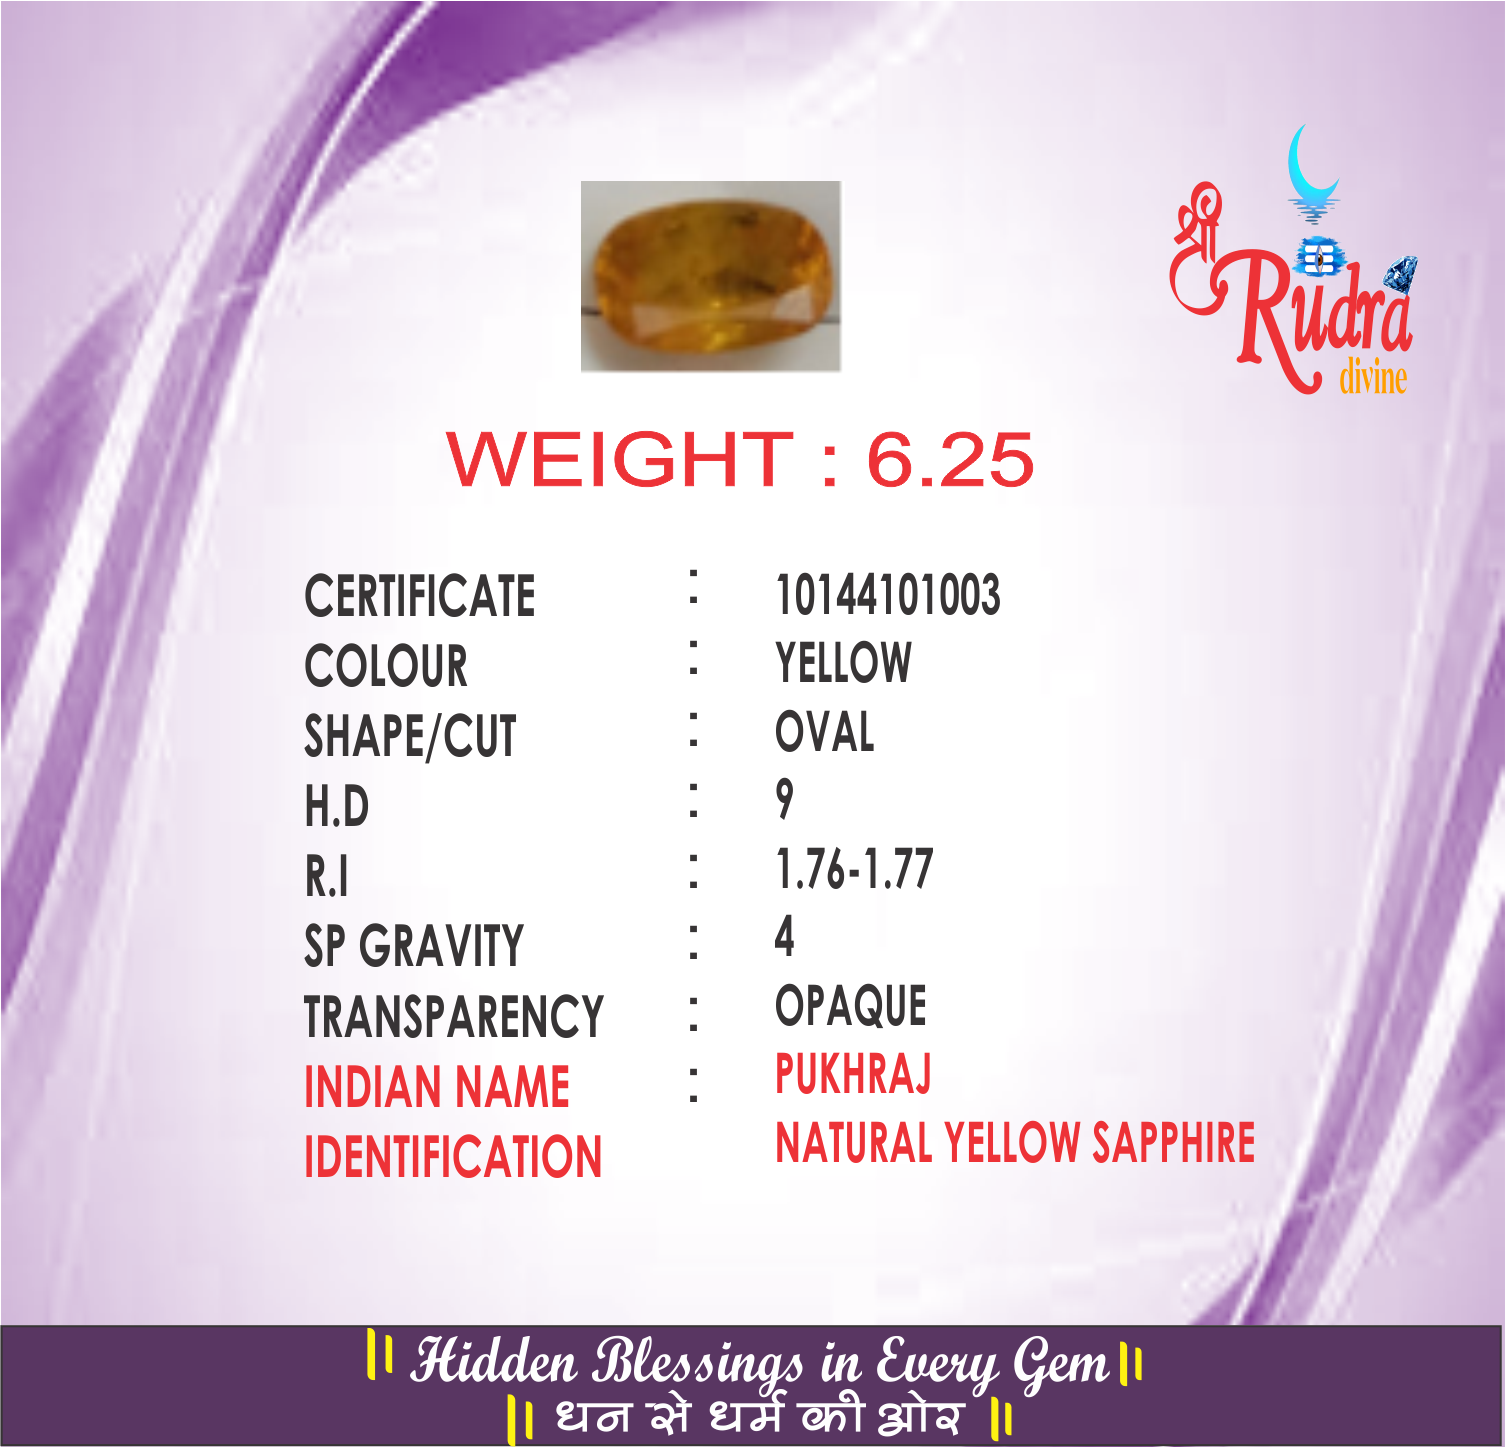 श्री
Rudra
divine
WEIGHT : 6.25
CERTIFICATE : 10144101003
COLOUR : YELLOW
SHAPE/CUT : OVAL
H.D : 9
R.I : 1.76-1.77
SP GRAVITY : 4
TRANSPARENCY : OPAQUE
INDIAN NAME : PUKHRAJ
IDENTIFICATION NATURAL YELLOW SAPPHIRE
|| Hidden Blessings in Every Gem ||
|| धन से धर्म की ओर ||